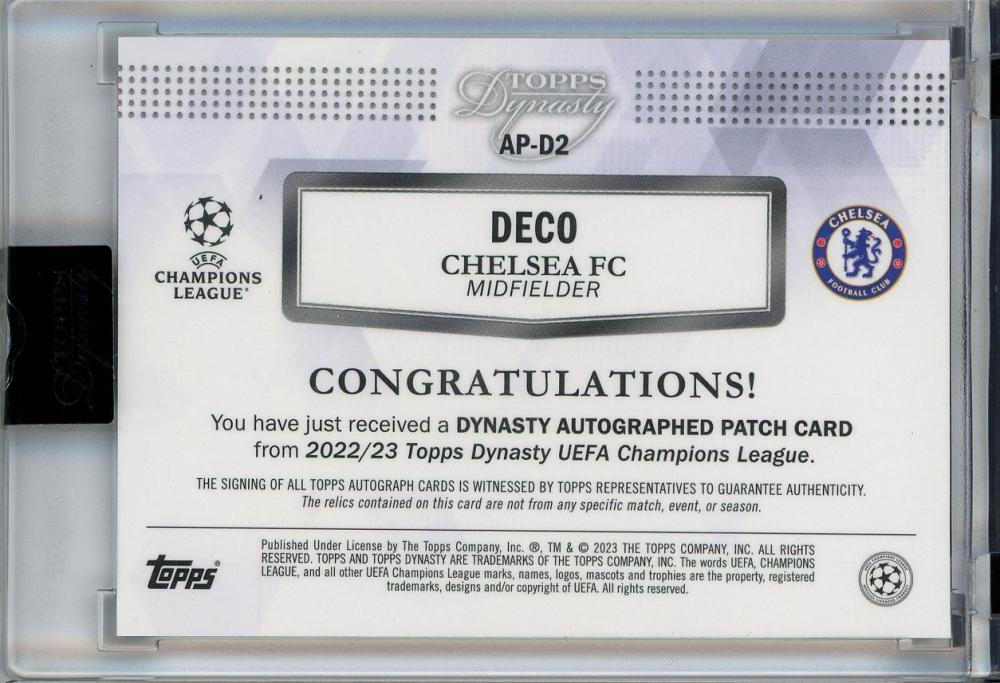 TOPPS
Dynasty
AP-D2
DECO
CHELSEA FC
MIDFIELDER
UEFA
CHAMPIONS
LEAGUE®
CHELSEA
FOOTBALL CLUB
CONGRATULATIONS!
You have just received a DYNASTY AUTOGRAPHED PATCH CARD
from 2022/23 Topps Dynasty UEFA Champions League.
THE SIGNING OF ALL TOPPS AUTOGRAPH CARDS IS WITNESSED BY TOPPS REPRESENTATIVES TO GUARANTEE AUTHENTICITY.
The relics contained on this card are not from any specific match, event, or season.
Topps®
Published Under License by The Topps Company, Inc. ®, TM & © 2023 THE TOPPS COMPANY, INC. ALL RIGHTS
RESERVED. TOPPS AND TOPPS DYNASTY ARE TRADEMARKS OF THE TOPPS COMPANY, INC. The words UEFA, CHAMPIONS
LEAGUE, and all other UEFA Champions League marks, names, logos, mascots and trophies are the property, registered
trademarks, designs and/or copyright of UEFA. All rights reserved.